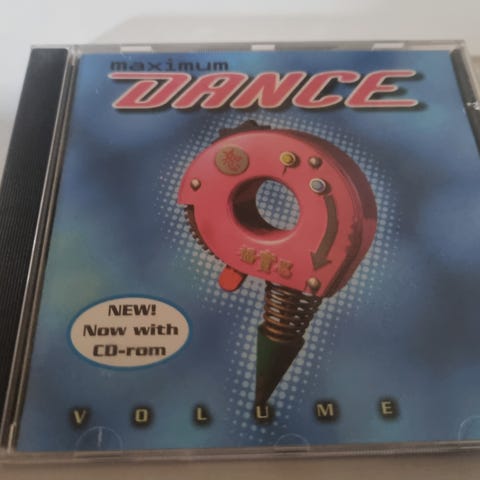 maximum
DANCE
NEW!
Now with
CD-rom
VOLUME